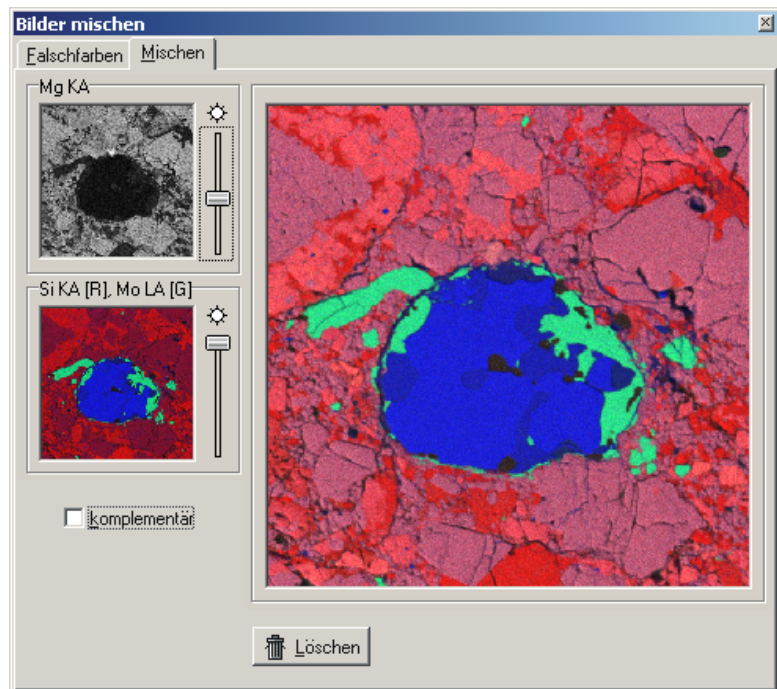 Bilder mischen
Falschfarben Mischen
Mg KA
Si KA [R], Mo LA [G]
komplementär
Löschen